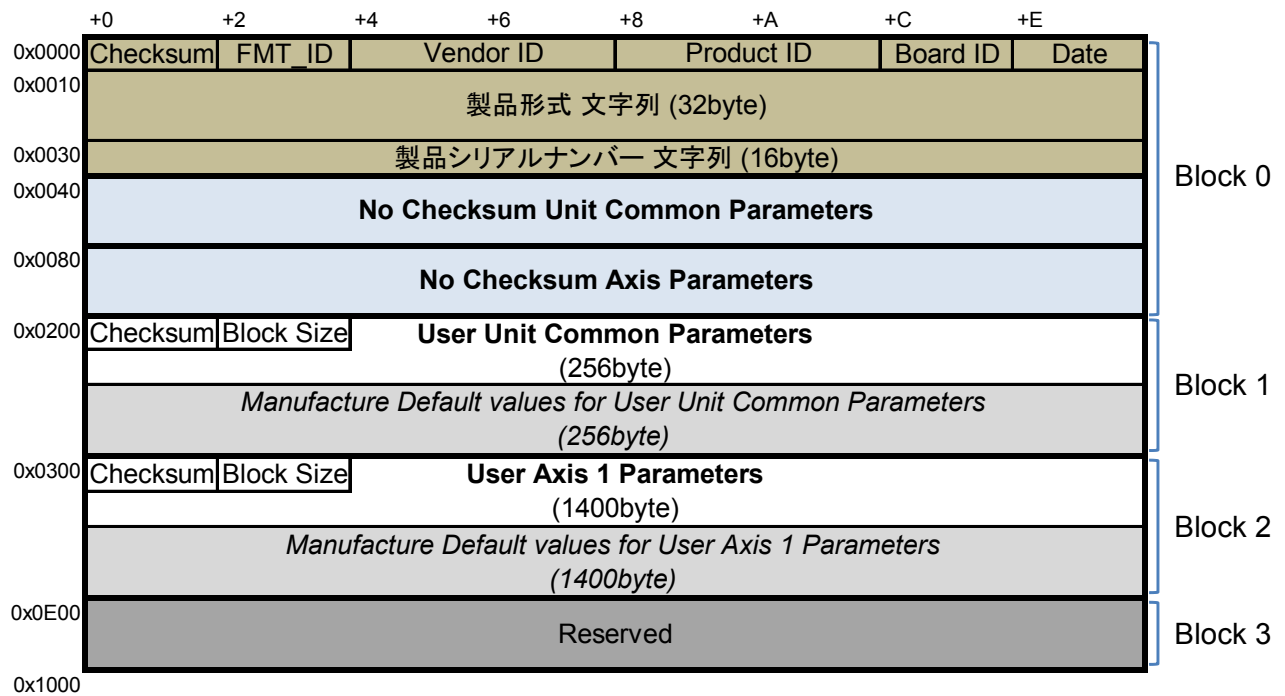 +0 +2 +4 +6 +8 +A +C +E
0x0000 Checksum FMT_ID Vendor ID Product ID Board ID Date
0x0010
製品形式 文字列 (32byte)
0x0030 製品シリアルナンバー 文字列 (16byte)
Block 0
0x0040
No Checksum Unit Common Parameters
0x0080
No Checksum Axis Parameters
0x0200 Checksum Block Size User Unit Common Parameters
(256byte)
Block 1
Manufacture Default values for User Unit Common Parameters
(256byte)
0x0300 Checksum Block Size User Axis 1 Parameters
(1400byte)
Block 2
Manufacture Default values for User Axis 1 Parameters
(1400byte)
0x0E00
Reserved
Block 3
0x1000